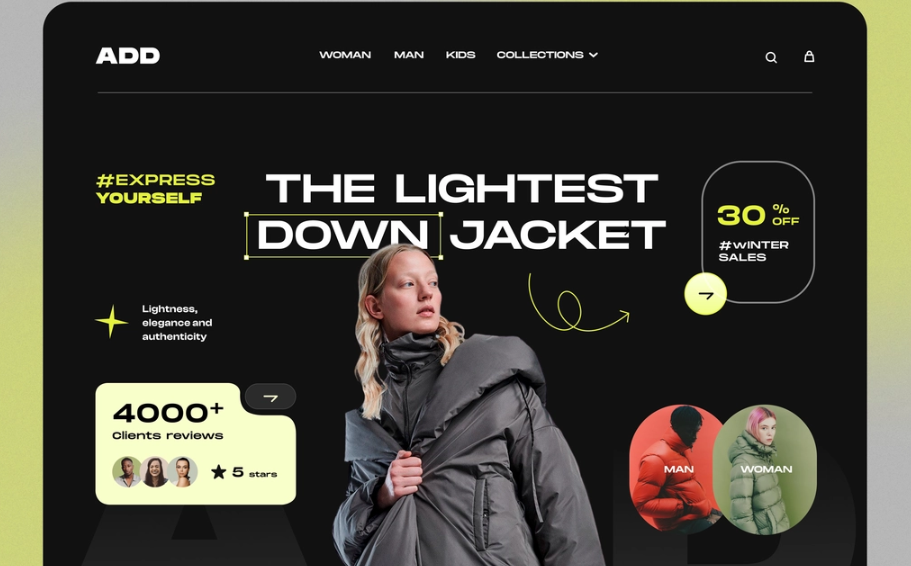 ADD
WOMAN
MAN
KIDS
COLLECTIONS
#EXPRESS
YOURSELF
THE LIGHTEST
DOWN JACKET
30 % OFF
#WINTER
SALES
Lightness,
elegance and
authenticity
4000+
Clients reviews
5 stars
MAN
WOMAN